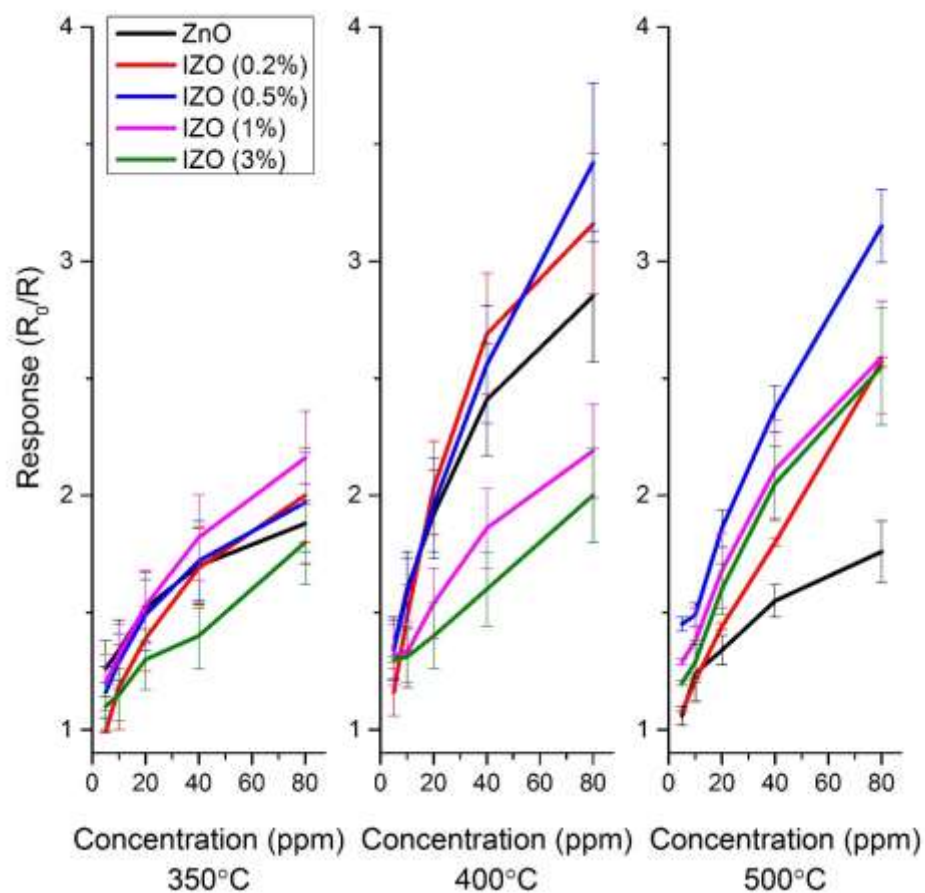 4
ZnO
IZO (0.2%)
IZO (0.5%)
IZO (1%)
IZO (3%)
3
2
1
Response (R₀/R)
0 20 40 60 80
Concentration (ppm)
350°C
4
3
2
1
0 20 40 60 80
Concentration (ppm)
400°C
4
3
2
1
0 20 40 60 80
Concentration (ppm)
500°C